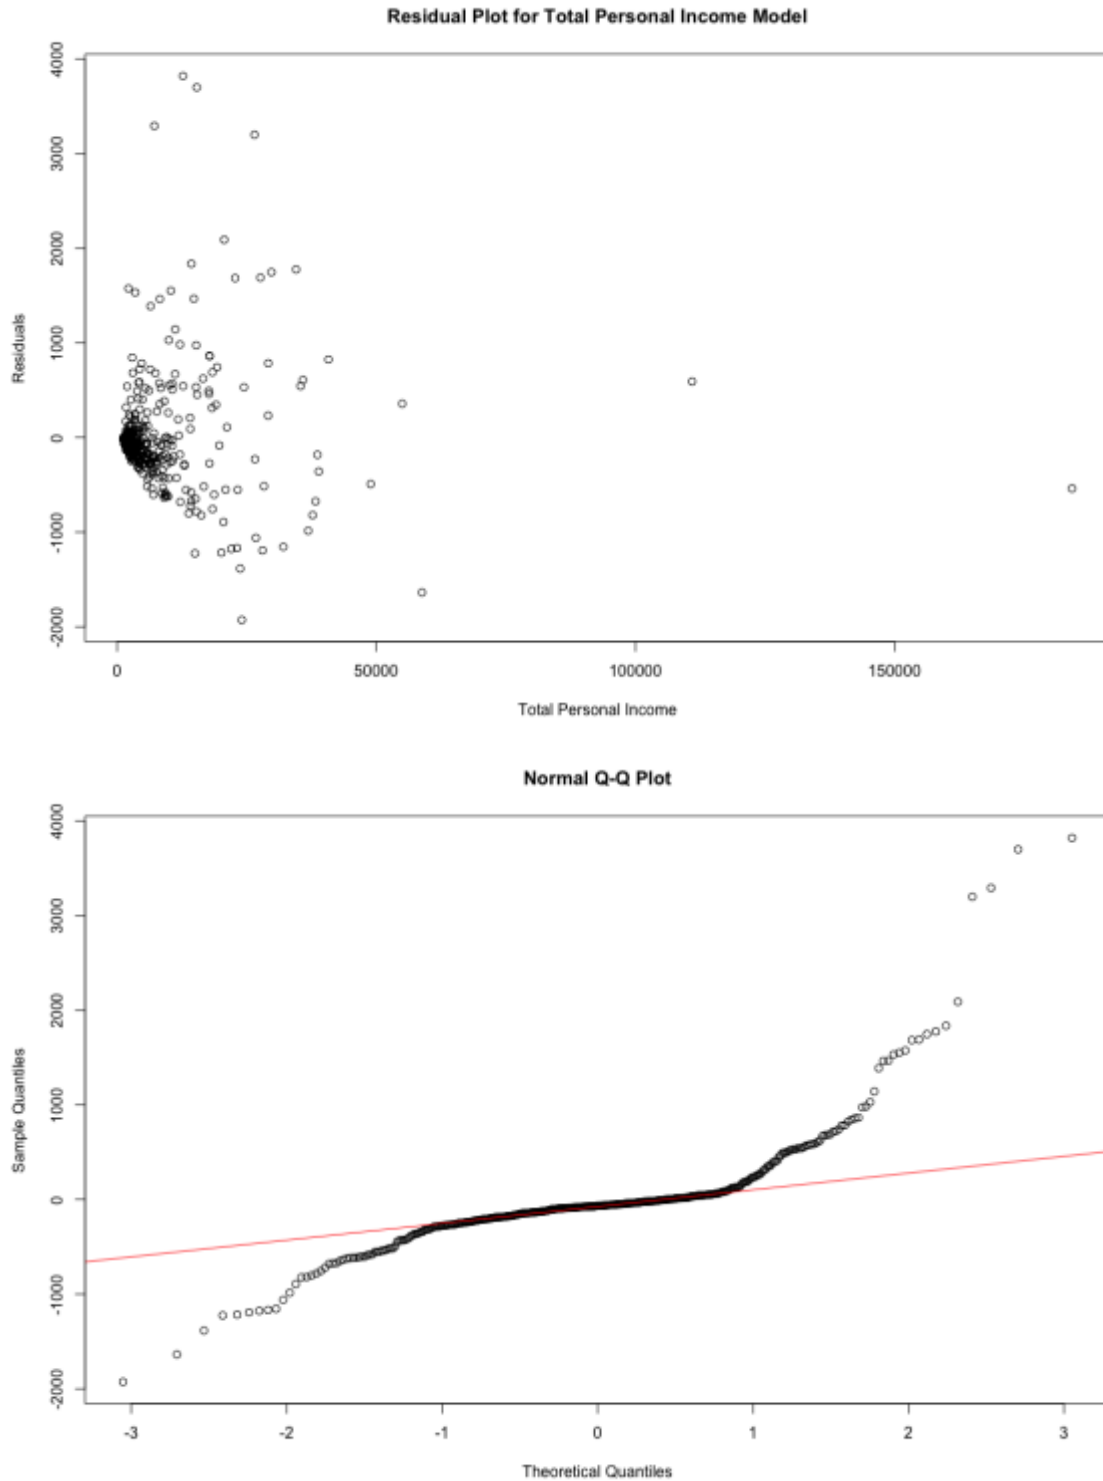 Residual Plot for Total Personal Income Model
4000
3000
2000
1000
0
-1000
-2000
Residuals
0 50000 100000 150000
Total Personal Income
Normal Q-Q Plot
4000
3000
2000
1000
0
-1000
-2000
Sample Quantiles
-3 -2 -1 0 1 2 3
Theoretical Quantiles